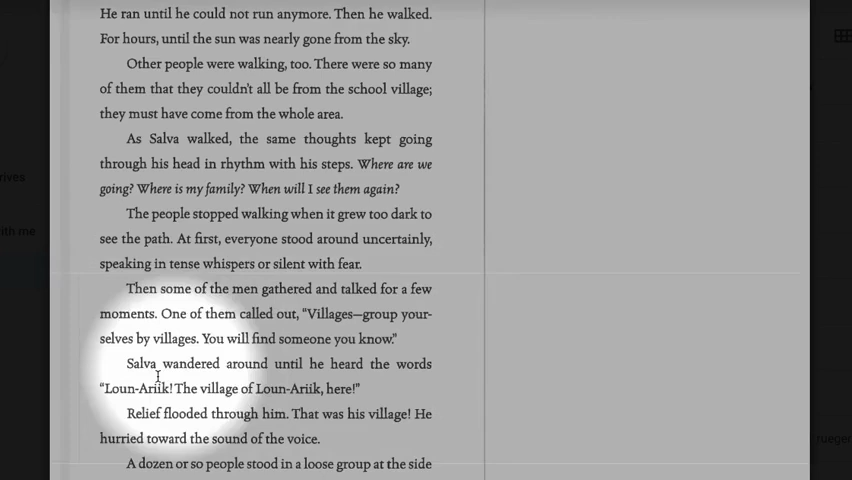 He ran until he could not run anymore. Then he walked.
For hours, until the sun was nearly gone from the sky.
Other people were walking, too. There were so many
of them that they couldn't all be from the school village;
they must have come from the whole area.
As Salva walked, the same thoughts kept going
through his head in rhythm with his steps. Where are we
going? Where is my family? When will I see them again?
The people stopped walking when it grew too dark to
see the path. At first, everyone stood around uncertainly,
speaking in tense whispers or silent with fear.
Then some of the men gathered and talked for a few
moments. One of them called out, “Villages—group your-
selves by villages. You will find someone you know.”
Salva wandered around until he heard the words
“Loun-Ariik! The village of Loun-Ariik, here!”
Relief flooded through him. That was his village! He
hurried toward the sound of the voice.
A dozen or so people stood in a loose group at the side
rives
ith me
rueger